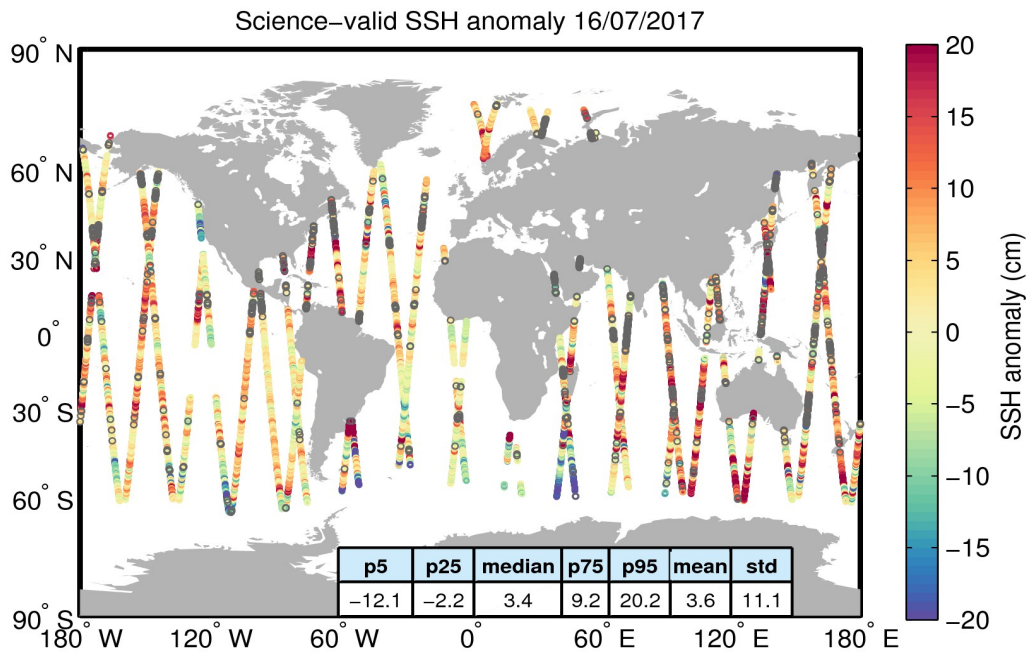 Science−valid SSH anomaly 16/07/2017
90° N
60° N
30° N
0°
30° S
60° S
90° S
180° W
120° W
60° W
0°
60° E
120° E
180° E
p5 p25 median p75 p95 mean std
−12.1 −2.2 3.4 9.2 20.2 3.6 11.1
20
15
10
5
0
−5
−10
−15
−20
SSH anomaly (cm)